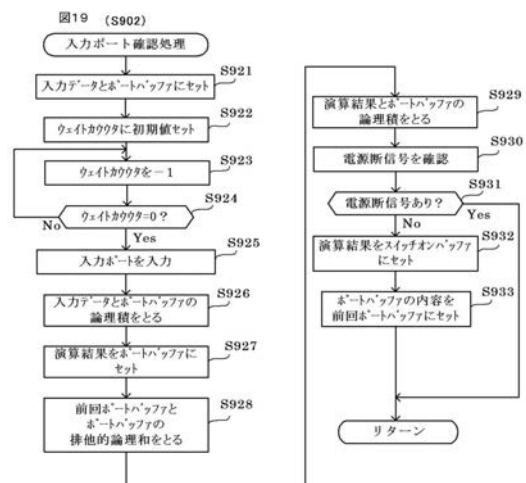 図19 (S902)
入力ポート確認処理
S921
入力データとポートバッファにセット
S922
ウェイトカウンタに初期値セット
S923
ウェイトカウンタを－1
S924
ウェイトカウンタ=0？
No
Yes
S925
入力ポートを入力
S926
入力データとポートバッファの
論理積をとる
S927
演算結果をポートバッファに
セット
S928
前回ポートバッファと
ポートバッファの
排他的論理和をとる
S929
演算結果とポートバッファの
論理積をとる
S930
電源断信号を確認
S931
電源断信号あり？
No
Yes
S932
演算結果をスイッチオンバッファ
にセット
S933
ポートバッファの内容を
前回ポートバッファにセット
リターン